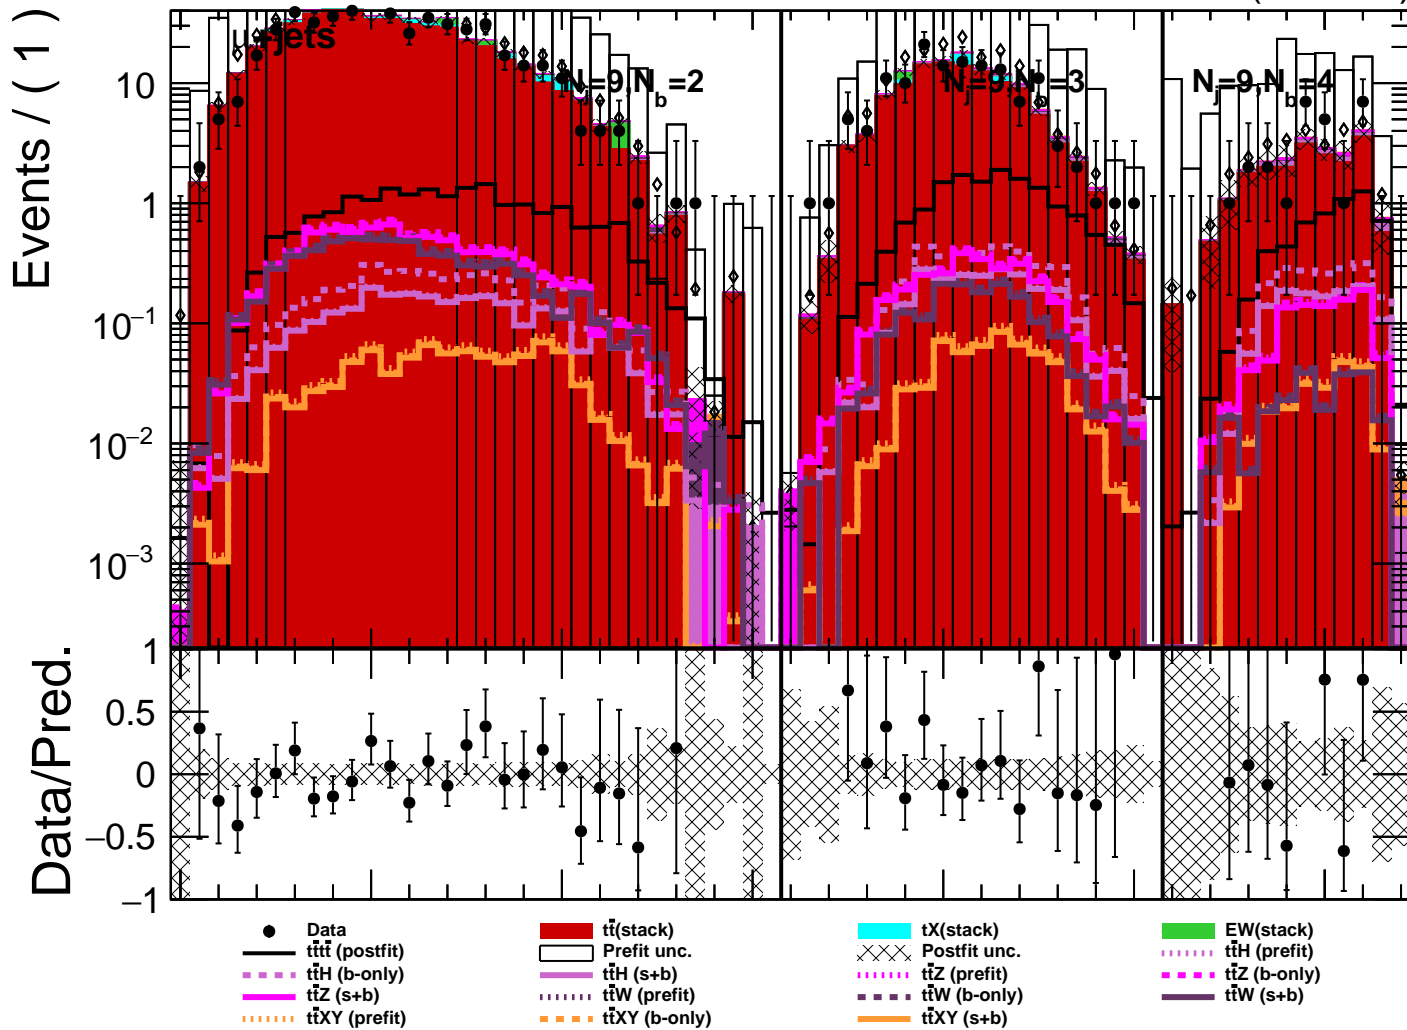 μ+jets
N_j=9,N_b=2
N_j=9,N_b=3
N_j=9,N_b=4
Events / ( 1 )
10
1
10⁻¹
10⁻²
10⁻³
1
0.5
0
−0.5
−1
Data/Pred.
Data
tt̄(stack)
tX(stack)
EW(stack)
tt̄tt̄ (postfit)
Prefit unc.
Postfit unc.
tt̄H (prefit)
tt̄H (b-only)
tt̄H (s+b)
tt̄Z (prefit)
tt̄Z (b-only)
tt̄Z (s+b)
tt̄W (prefit)
tt̄W (b-only)
tt̄W (s+b)
tt̄XY (prefit)
tt̄XY (b-only)
tt̄XY (s+b)